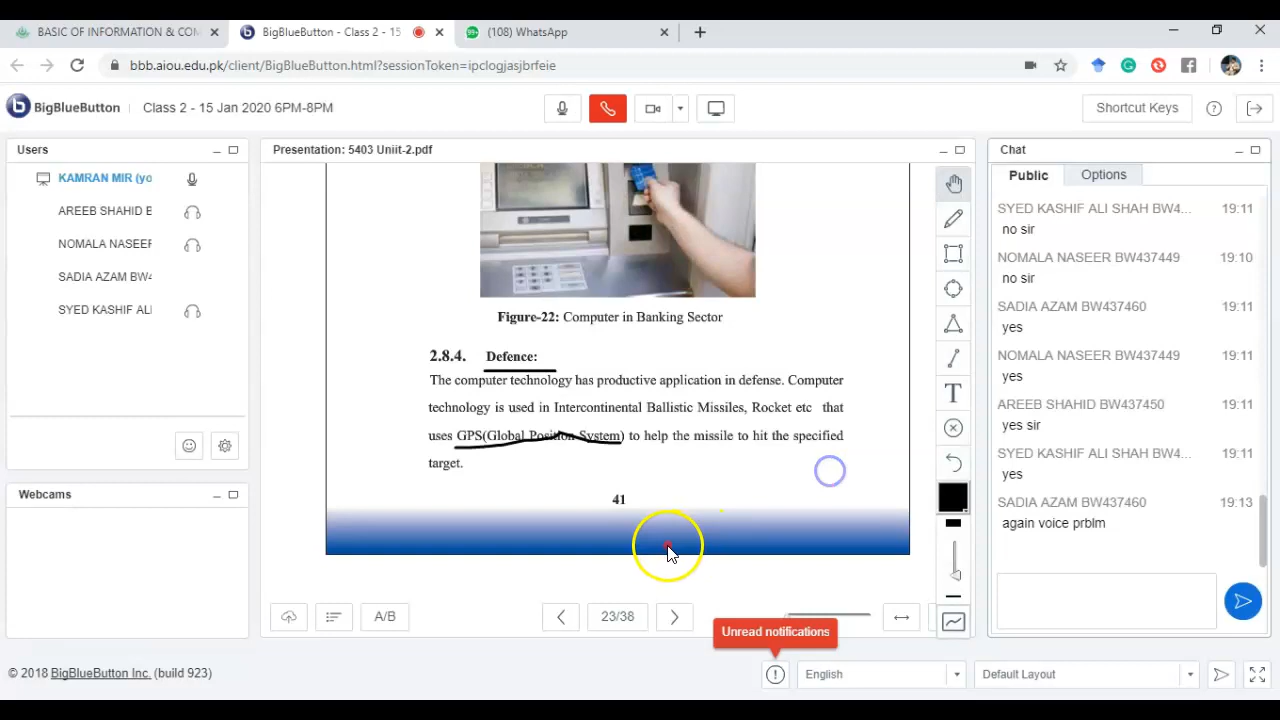 BASIC OF INFORMATION & COM
BigBlueButton - Class 2 - 15
(108) WhatsApp
bbb.aiou.edu.pk/client/BigBlueButton.html?sessionToken=ipclogjasjbrfeie
BigBlueButton
Class 2 - 15 Jan 2020 6PM-8PM
Shortcut Keys
Users
KAMRAN MIR (yo
AREEB SHAHID B
NOMALA NASEER
SADIA AZAM BW4
SYED KASHIF ALI
Webcams
Presentation: 5403 Uniit-2.pdf
Figure-22: Computer in Banking Sector
2.8.4. Defence:
The computer technology has productive application in defense. Computer
technology is used in Intercontinental Ballistic Missiles, Rocket etc that
uses GPS(Global Position System) to help the missile to hit the specified
target.
41
A/B
23/38
T
Unread notifications
Chat
Public
Options
SYED KASHIF ALI SHAH BW4... 19:11
no sir
NOMALA NASEER BW437449 19:10
no sir
SADIA AZAM BW437460 19:11
yes
NOMALA NASEER BW437449 19:11
yes
AREEB SHAHID BW437450 19:11
yes sir
SYED KASHIF ALI SHAH BW4... 19:11
yes
SADIA AZAM BW437460 19:13
again voice prblm
© 2018 BigBlueButton Inc. (build 923)
English
Default Layout